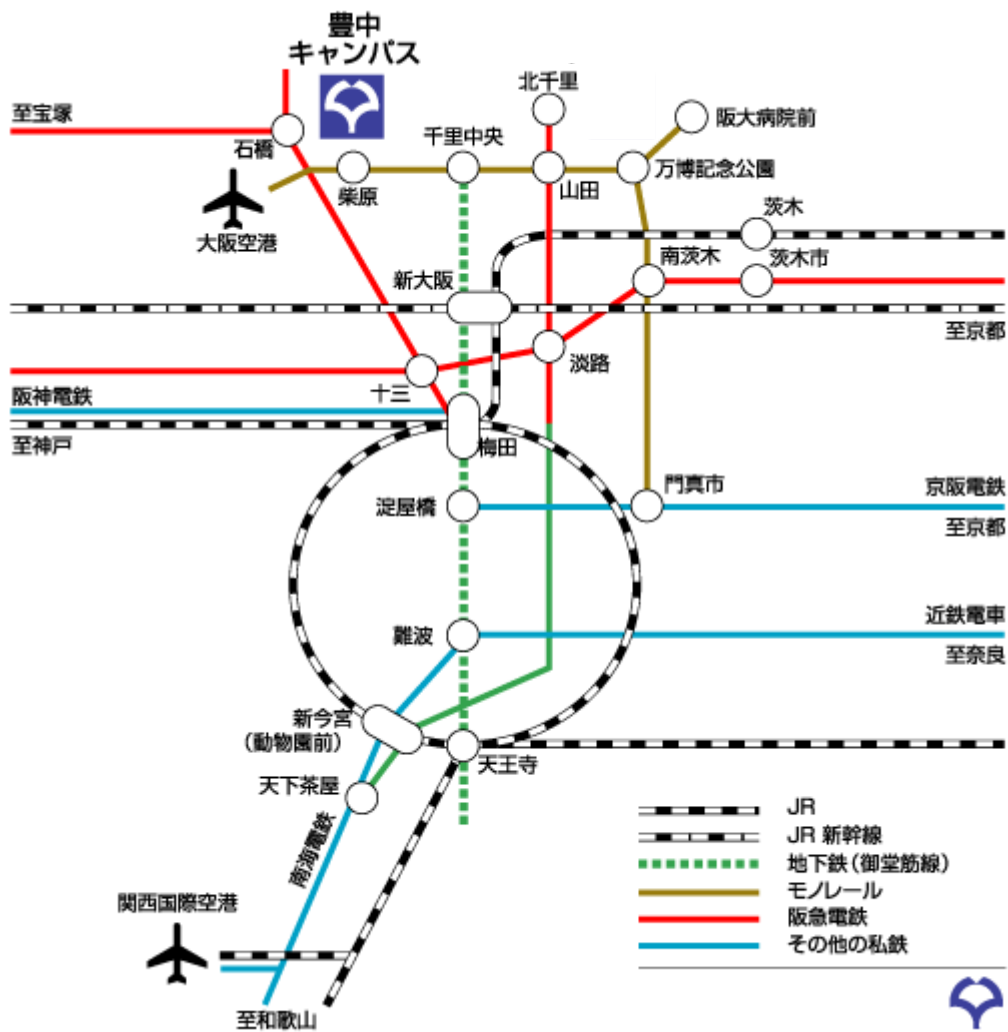 豊中
キャンパス
北千里
至宝塚
阪大病院前
石橋
千里中央
柴原
山田
万博記念公園
大阪空港
茨木
新大阪
南茨木
茨木市
至京都
淡路
十三
阪神電鉄
至神戸
梅田
淀屋橋
門真市
京阪電鉄
至京都
難波
近鉄電車
至奈良
新今宮
(動物園前)
天王寺
天下茶屋
南海電鉄
関西国際空港
至和歌山
JR
JR 新幹線
地下鉄(御堂筋線)
モノレール
阪急電鉄
その他の私鉄